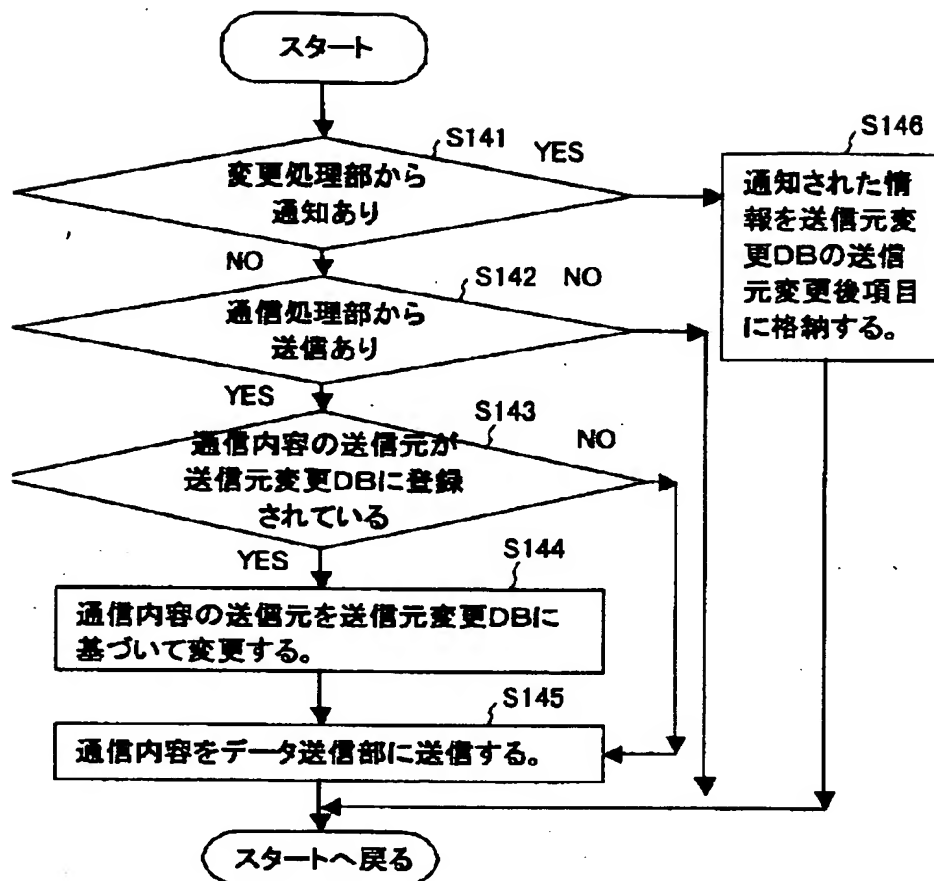 スタート
S141
YES
変更処理部から
通知あり
NO
S146
通知された情
報を送信元変
更DBの送信
元変更後項目
に格納する。
S142
NO
通信処理部から
送信あり
YES
S143
NO
通信内容の送信元が
送信元変更DBに登録
されている
YES
S144
通信内容の送信元を送信元変更DBに
基づいて変更する。
S145
通信内容をデータ送信部に送信する。
スタートへ戻る